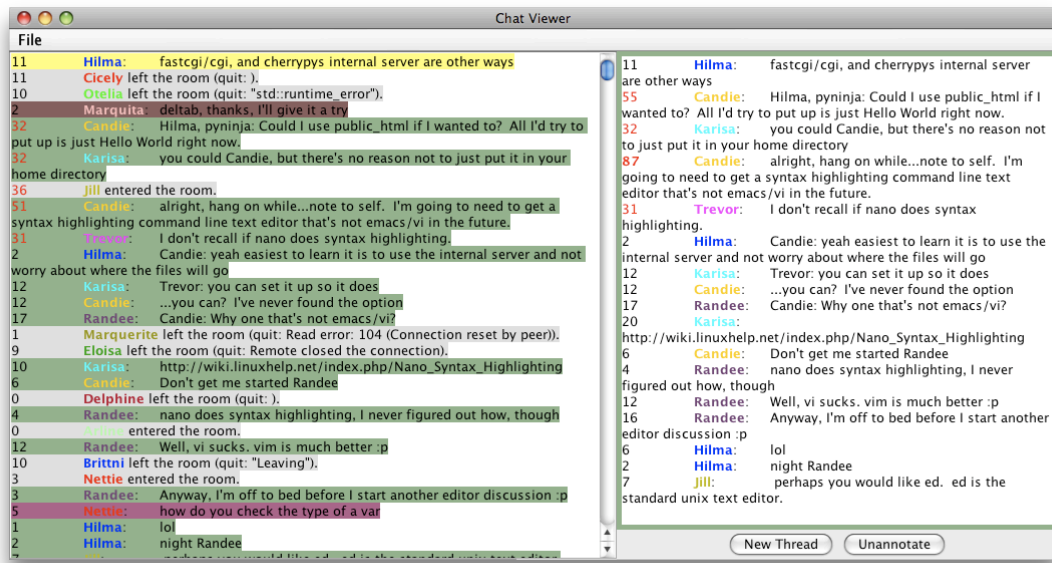 Chat Viewer
File
11 Hilma: fastcgi/cgi, and cherrypys internal server are other ways
11 Cicely left the room (quit: ).
10 Otelia left the room (quit: "std::runtime_error").
2 Marquita: deltab, thanks, I'll give it a try
32 Candie: Hilma, pyninja: Could I use public_html if I wanted to? All I'd try to
put up is just Hello World right now.
32 Karisa: you could Candie, but there's no reason not to just put it in your
home directory
36 Jill entered the room.
51 Candie: alright, hang on while...note to self. I'm going to need to get a
syntax highlighting command line text editor that's not emacs/vi in the future.
31 Trevor: I don't recall if nano does syntax highlighting.
2 Hilma: Candie: yeah easiest to learn it is to use the internal server and not
worry about where the files will go
12 Karisa: Trevor: you can set it up so it does
12 Candie: ...you can? I've never found the option
17 Randee: Candie: Why one that's not emacs/vi?
1 Marquerite left the room (quit: Read error: 104 (Connection reset by peer)).
9 Eloisa left the room (quit: Remote closed the connection).
10 Karisa: http://wiki.linuxhelp.net/index.php/Nano_Syntax_Highlighting
6 Candie: Don't get me started Randee
0 Delphine left the room (quit: ).
4 Randee: nano does syntax highlighting, I never figured out how, though
0 entered the room.
12 Randee: Well, vi sucks. vim is much better :p
10 Brittni left the room (quit: "Leaving").
3 Nettie entered the room.
3 Randee: Anyway, I'm off to bed before I start another editor discussion :p
5 Nettie: how do you check the type of a var
1 Hilma: lol
2 Hilma: night Randee
11 Hilma: fastcgi/cgi, and cherrypys internal server
are other ways
55 Candie: Hilma, pyninja: Could I use public_html if I
wanted to? All I'd try to put up is just Hello World right now.
32 Karisa: you could Candie, but there's no reason not
to just put it in your home directory
87 Candie: alright, hang on while...note to self. I'm
going to need to get a syntax highlighting command line text
editor that's not emacs/vi in the future.
31 Trevor: I don't recall if nano does syntax
highlighting.
2 Hilma: Candie: yeah easiest to learn it is to use the
internal server and not worry about where the files will go
12 Karisa: Trevor: you can set it up so it does
12 Candie: ...you can? I've never found the option
17 Randee: Candie: Why one that's not emacs/vi?
20 Karisa:
http://wiki.linuxhelp.net/index.php/Nano_Syntax_Highlighting
6 Candie: Don't get me started Randee
4 Randee: nano does syntax highlighting, I never
figured out how, though
12 Randee: Well, vi sucks. vim is much better :p
16 Randee: Anyway, I'm off to bed before I start another
editor discussion :p
6 Hilma: lol
2 Hilma: night Randee
7 Jill: perhaps you would like ed. ed is the
standard unix text editor.
New Thread
Unannotate